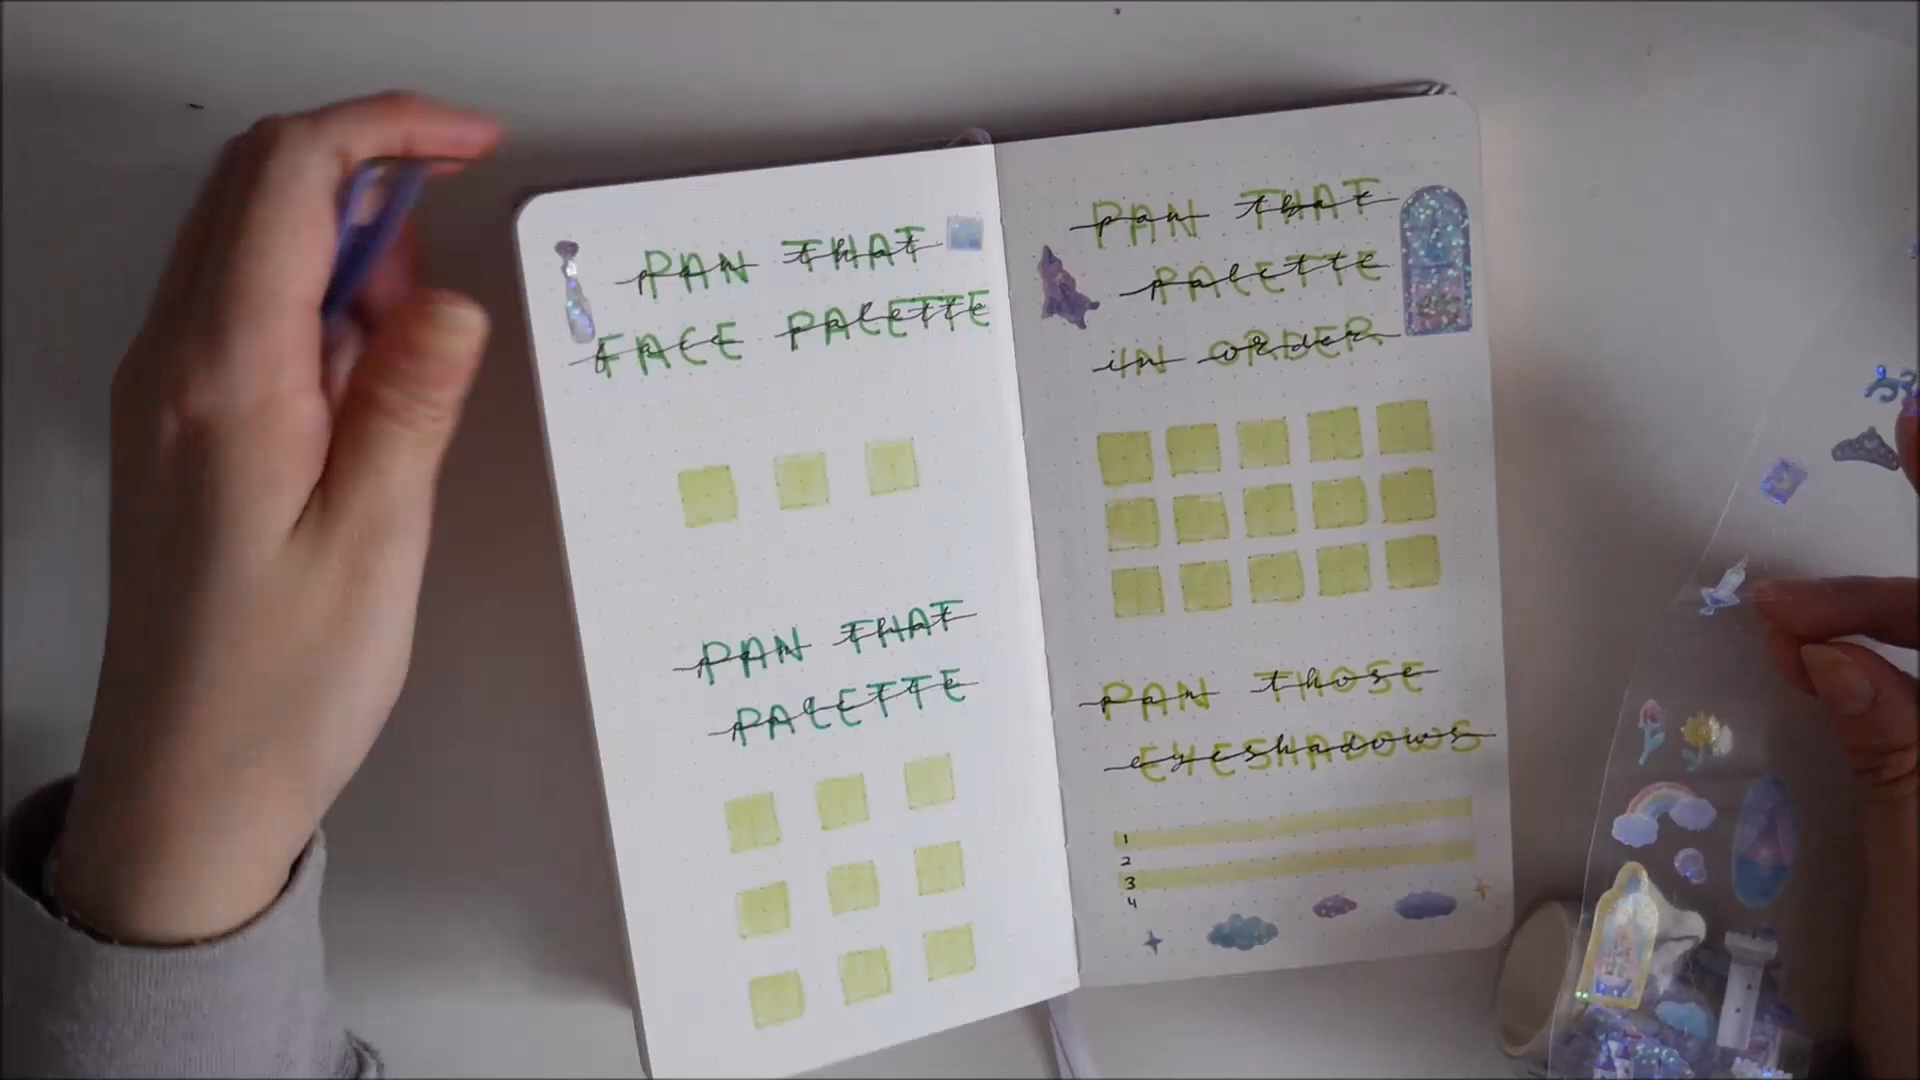 PAN THAT
FACE PALETTE
PAN THAT
PALETTE
PAN THAT
PALETTE
IN ORDER
PAN THOSE
EYESHADOWS
1
2
3
4